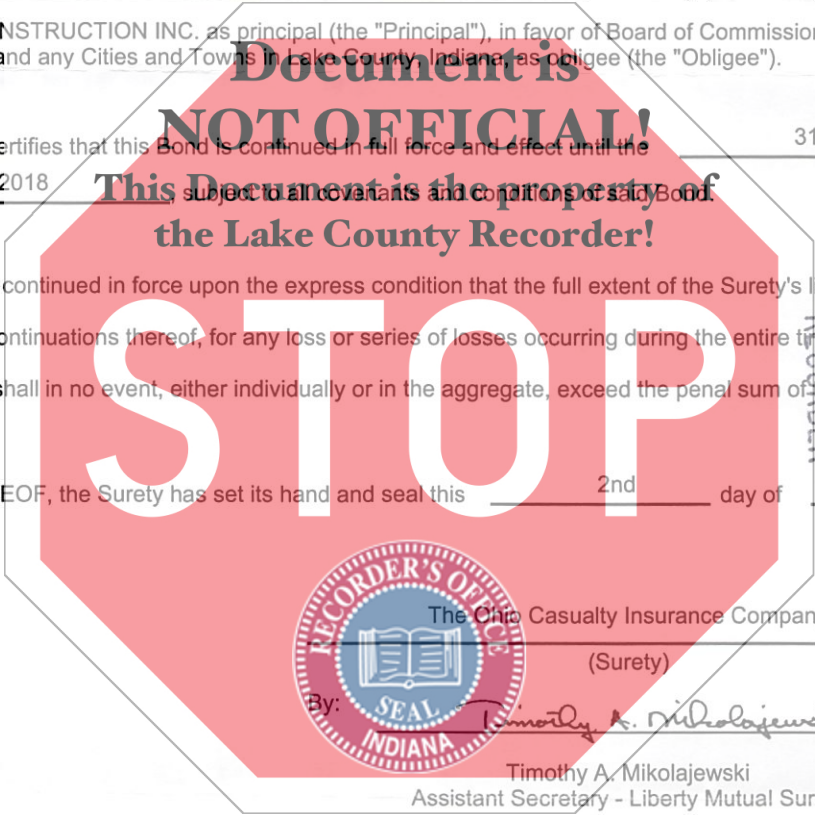 NSTRUCTION INC. as principal (the "Principal"), in favor of Board of Commission
and any Cities and Towns in Lake County, Indiana, as obligee (the "Obligee").
Document is
NOT OFFICIAL!
ertifies that this Bond is continued in full force and effect until the 31
2018, subject to all covenants and conditions of said Bond.
This Document is the property of
the Lake County Recorder!
continued in force upon the express condition that the full extent of the Surety's l
ontinuations thereof, for any loss or series of losses occurring during the entire ti
shall in no event, either individually or in the aggregate, exceed the penal sum of
STOP
EOF, the Surety has set its hand and seal this 2nd day of
RECORDER'S OFFICE
SEAL
INDIANA
The Ohio Casualty Insurance Compan
(Surety)
By: Timothy A. Mikolajews
Timothy A. Mikolajewski
Assistant Secretary - Liberty Mutual Sur